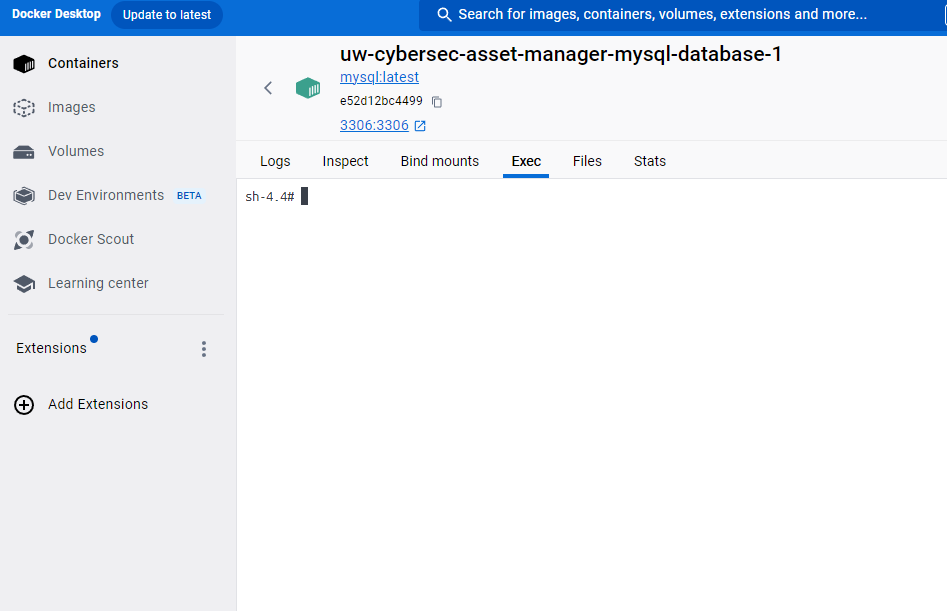 Docker Desktop
Update to latest
Search for images, containers, volumes, extensions and more...
Containers
Images
Volumes
Dev Environments BETA
Docker Scout
Learning center
Extensions
Add Extensions
uw-cybersec-asset-manager-mysql-database-1
mysql:latest
e52d12bc4499
3306:3306
Logs Inspect Bind mounts Exec Files Stats
sh-4.4#